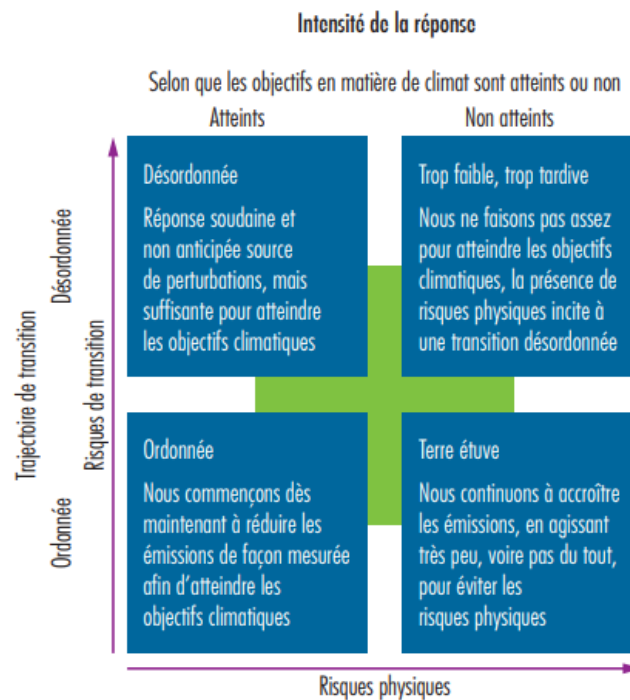 Intensité de la réponse
Selon que les objectifs en matière de climat sont atteints ou non
Atteints
Non atteints
Trajectoire de transition
Désordonnée
Ordonnée
Risques de transition
Désordonnée
Réponse soudaine et
non anticipée source
de perturbations, mais
suffisante pour atteindre
les objectifs climatiques
Trop faible, trop tardive
Nous ne faisons pas assez
pour atteindre les objectifs
climatiques, la présence de
risques physiques incite à
une transition désordonnée
Ordonnée
Nous commençons dès
maintenant à réduire les
émissions de façon mesurée
afin d'atteindre les
objectifs climatiques
Terre étuve
Nous continuons à accroître
les émissions, en agissant
très peu, voire pas du tout,
pour éviter les
risques physiques
Risques physiques